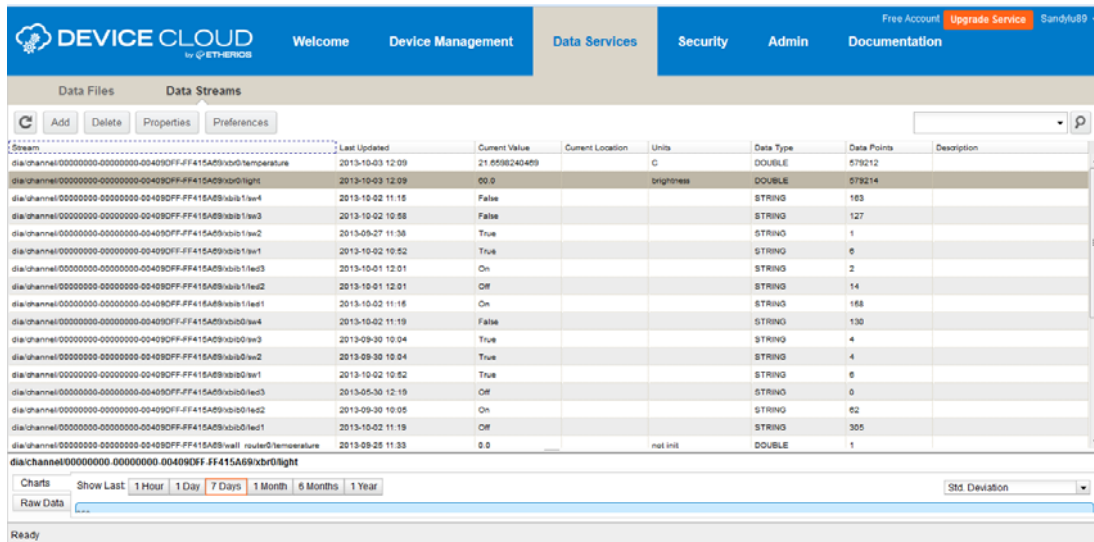 Free Account Upgrade Service Sandylu89
DEVICE CLOUD
by ETHERIOS
Welcome Device Management Data Services Security Admin Documentation
Data Files Data Streams
Add Delete Properties Preferences
Stream Last Updated Current Value Current Location Units Data Type Data Points Description
dia/channel/00000000-00000000-00409DFF-FF415A69/xbr0/temperature 2013-10-03 12:09 21.6598240469 C DOUBLE 579212
dia/channel/00000000-00000000-00409DFF-FF415A69/xbr0/light 2013-10-03 12:09 60.0 brightness DOUBLE 579214
dia/channel/00000000-00000000-00409DFF-FF415A69/xbib1/sw4 2013-10-02 11:15 False STRING 163
dia/channel/00000000-00000000-00409DFF-FF415A69/xbib1/sw3 2013-10-02 10:58 False STRING 127
dia/channel/00000000-00000000-00409DFF-FF415A69/xbib1/sw2 2013-09-27 11:38 True STRING 1
dia/channel/00000000-00000000-00409DFF-FF415A69/xbib1/sw1 2013-10-02 10:52 True STRING 6
dia/channel/00000000-00000000-00409DFF-FF415A69/xbib1/led3 2013-10-01 12:01 On STRING 2
dia/channel/00000000-00000000-00409DFF-FF415A69/xbib1/led2 2013-10-01 12:01 Off STRING 14
dia/channel/00000000-00000000-00409DFF-FF415A69/xbib1/led1 2013-10-02 11:16 On STRING 168
dia/channel/00000000-00000000-00409DFF-FF415A69/xbib0/sw4 2013-10-02 11:19 False STRING 130
dia/channel/00000000-00000000-00409DFF-FF415A69/xbib0/sw3 2013-09-30 10:04 True STRING 4
dia/channel/00000000-00000000-00409DFF-FF415A69/xbib0/sw2 2013-09-30 10:04 True STRING 4
dia/channel/00000000-00000000-00409DFF-FF415A69/xbib0/sw1 2013-10-02 10:52 True STRING 6
dia/channel/00000000-00000000-00409DFF-FF415A69/xbib0/led3 2013-05-30 12:19 Off STRING 0
dia/channel/00000000-00000000-00409DFF-FF415A69/xbib0/led2 2013-09-30 10:05 On STRING 62
dia/channel/00000000-00000000-00409DFF-FF415A69/xbib0/led1 2013-10-02 11:19 Off STRING 305
dia/channel/00000000-00000000-00409DFF-FF415A69/wall_router0/temperature 2013-09-25 11:33 0.0 not init DOUBLE 1
dia/channel/00000000-00000000-00409DFF-FF415A69/xbr0/light
Charts Show Last: 1 Hour 1 Day 7 Days 1 Month 6 Months 1 Year Std. Deviation
Raw Data
Ready